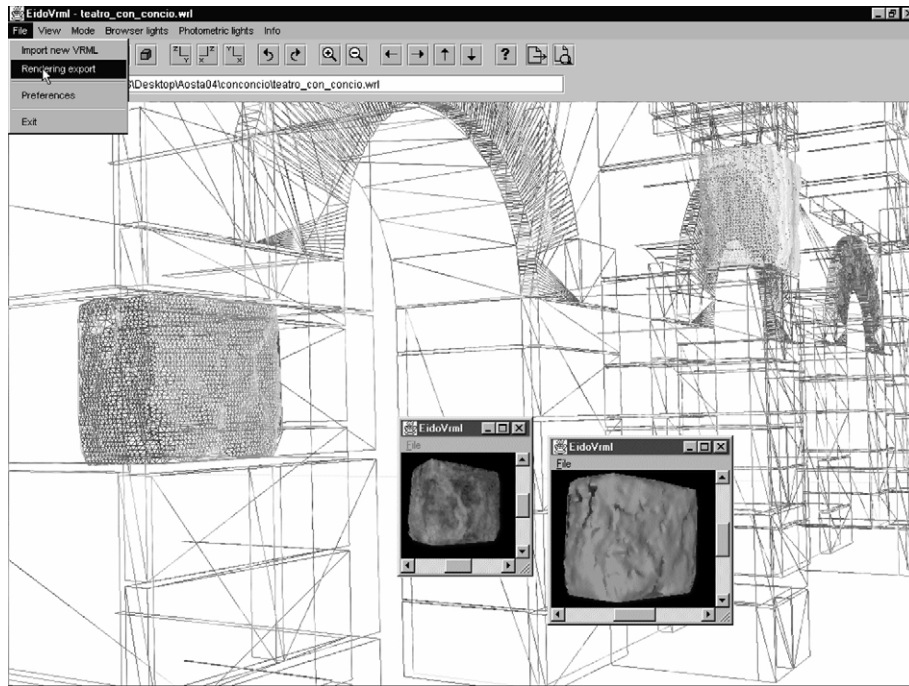 EidoVrml - teatro_con_concio.wrl
File View Mode Browser lights Photometric lights Info
Import new VRML
Rendering export
Preferences
Exit
\Desktop\Aosta04\conconcio\teatro_con_concio.wrl
Z Y X Z Y X
?
EidoVrml
File
EidoVrml
File